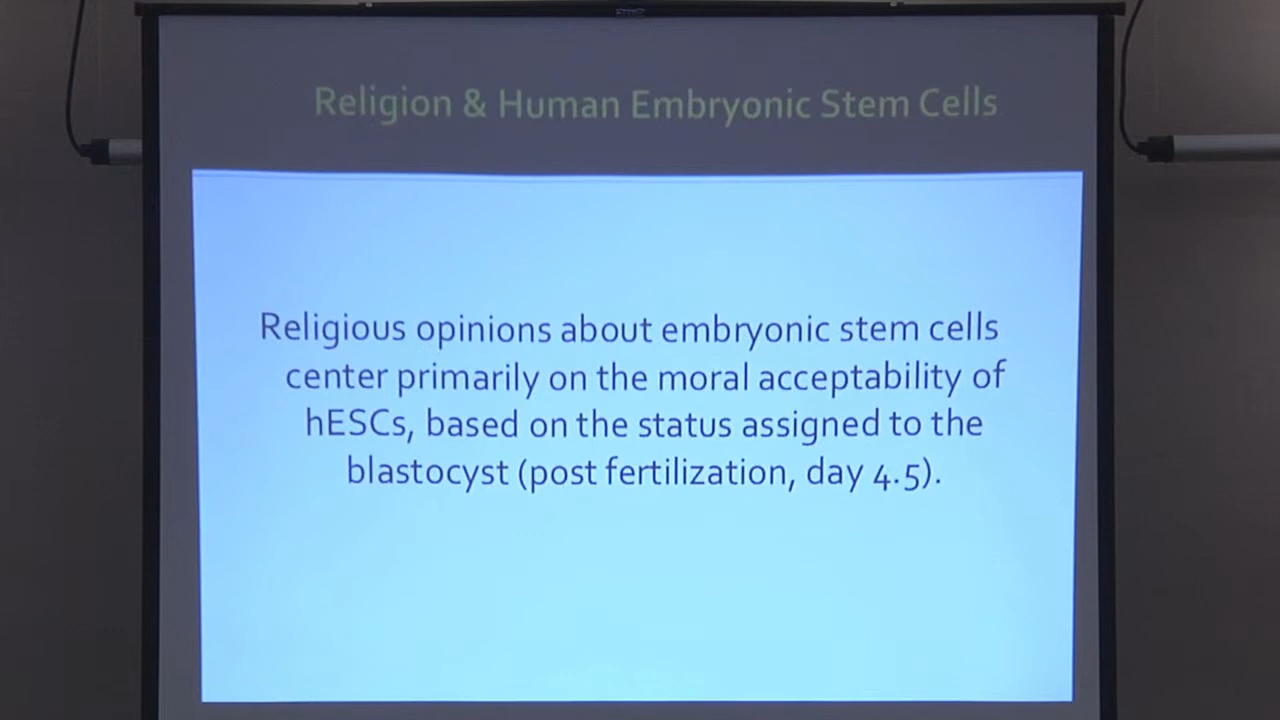 Religion & Human Embryonic Stem Cells
Religious opinions about embryonic stem cells
center primarily on the moral acceptability of
hESCs, based on the status assigned to the
blastocyst (post fertilization, day 4.5).